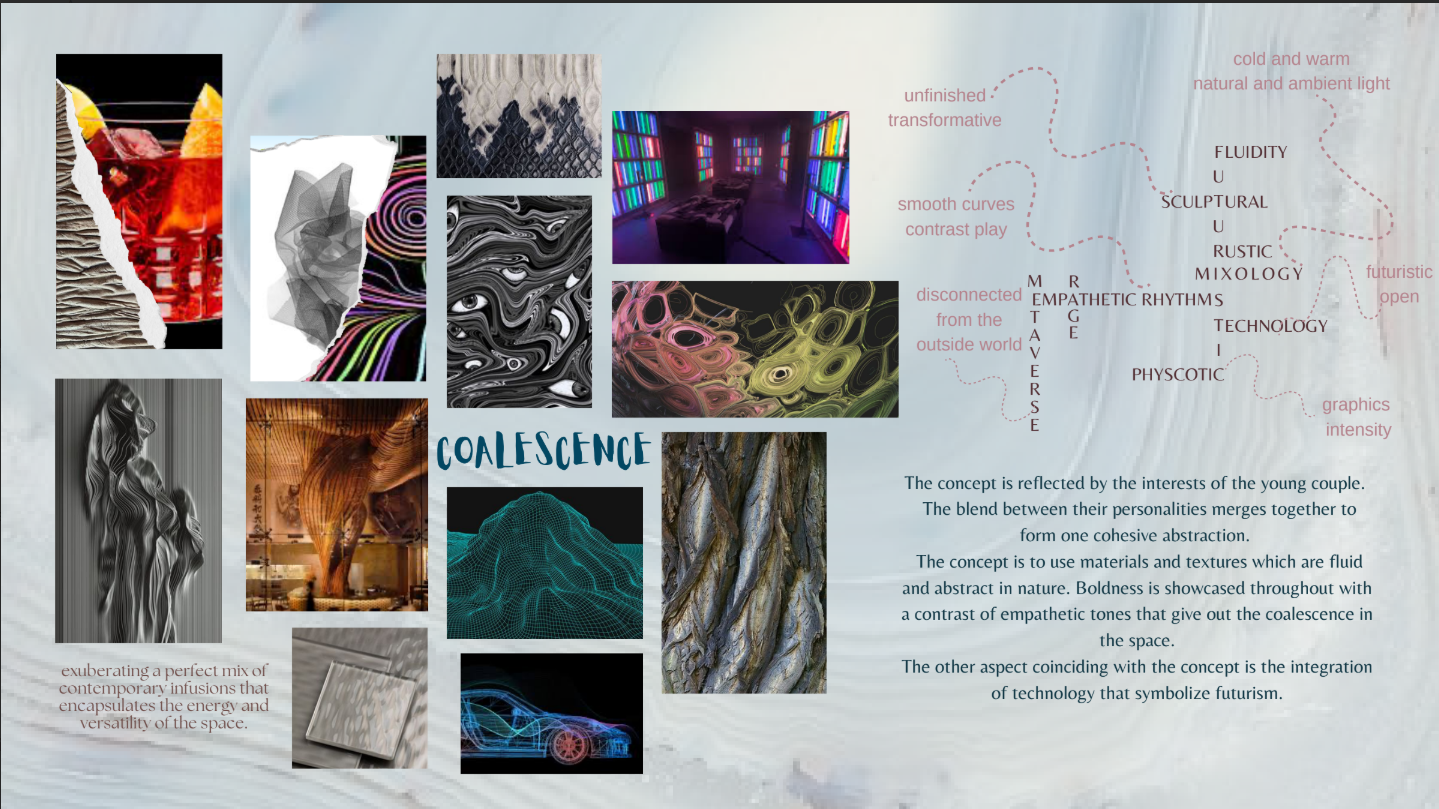 cold and warm
natural and ambient light
unfinished
transformative
FLUIDITY
U
SCULPTURAL
U
RUSTIC
MIXOLOGY
smooth curves
contrast play
futuristic
open
METAVERSE
RAGE
EMPATHETIC RHYTHMS
TECHNOLOGY
I
PHYSCOTIC
disconnected
from the
outside world
graphics
intensity
COALESCENCE
The concept is reflected by the interests of the young couple.
The blend between their personalities merges together to
form one cohesive abstraction.
The concept is to use materials and textures which are fluid
and abstract in nature. Boldness is showcased throughout with
a contrast of empathetic tones that give out the coalescence in
the space.
The other aspect coinciding with the concept is the integration
of technology that symbolize futurism.
exuberating a perfect mix of
contemporary infusions that
encapsulates the energy and
versatility of the space.